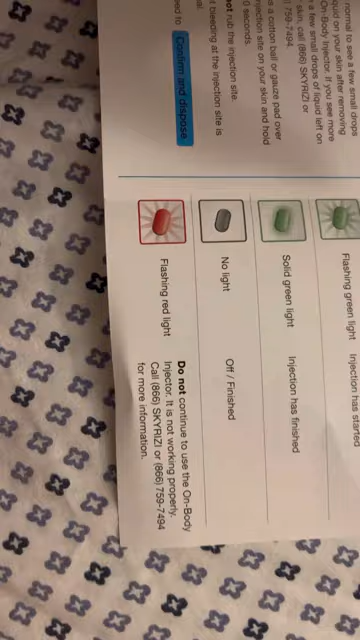 normal to see a few small drops
quid on your skin after removing
On-Body Injector. If you see more
a few small drops of liquid left on
skin, call (866) SKYRIZI or
759-7494.
s a cotton ball or gauze pad over
njection site on your skin and hold
0 seconds.
not rub the injection site.
t bleeding at the injection site is
al.
eed to Confirm and dispose.
Flashing green light Injection has started
Solid green light Injection has finished
No light Off / Finished
Flashing red light Do not continue to use the On-Body
Injector. It is not working properly.
Call (866) SKYRIZI or (866) 759-7494
for more information.